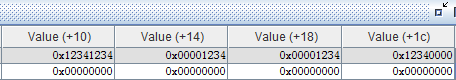 Value (+10) Value (+14) Value (+18) Value (+1c)
0x12341234 0x00001234 0x00001234 0x12340000
0x00000000 0x00000000 0x00000000 0x00000000